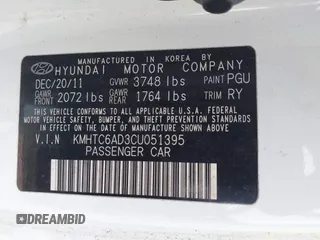 MANUFACTURED IN KOREA BY
HYUNDAI MOTOR COMPANY
DEC/20/11 GVWR 3748 lbs PAINT PGU
GAWR FRONT 2072 lbs GAWR REAR 1764 lbs TRIM RY
THIS VEHICLE CONFORMS TO ALL APPLICABLE U.S.
FEDERAL MOTOR VEHICLE SAFETY, BUMPER, AND
THEFT PREVENTION STANDARDS IN EFFECT ON THE
DATE OF MANUFACTURE SHOWN ABOVE.
V.I.N KMHTC6AD3CU051395
PASSENGER CAR
DREAMBID